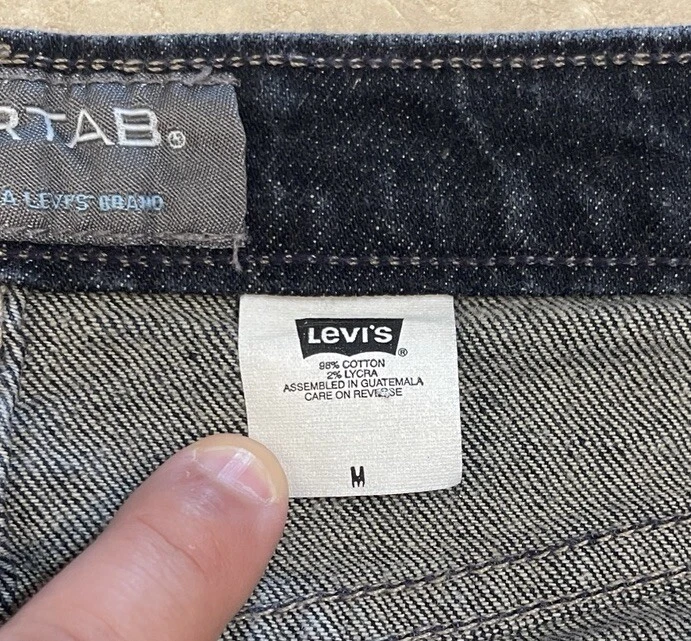 RTAB®
A LEVI'S BRAND
LEVI'S®
98% COTTON
2% LYCRA
ASSEMBLED IN GUATEMALA
CARE ON REVERSE
M